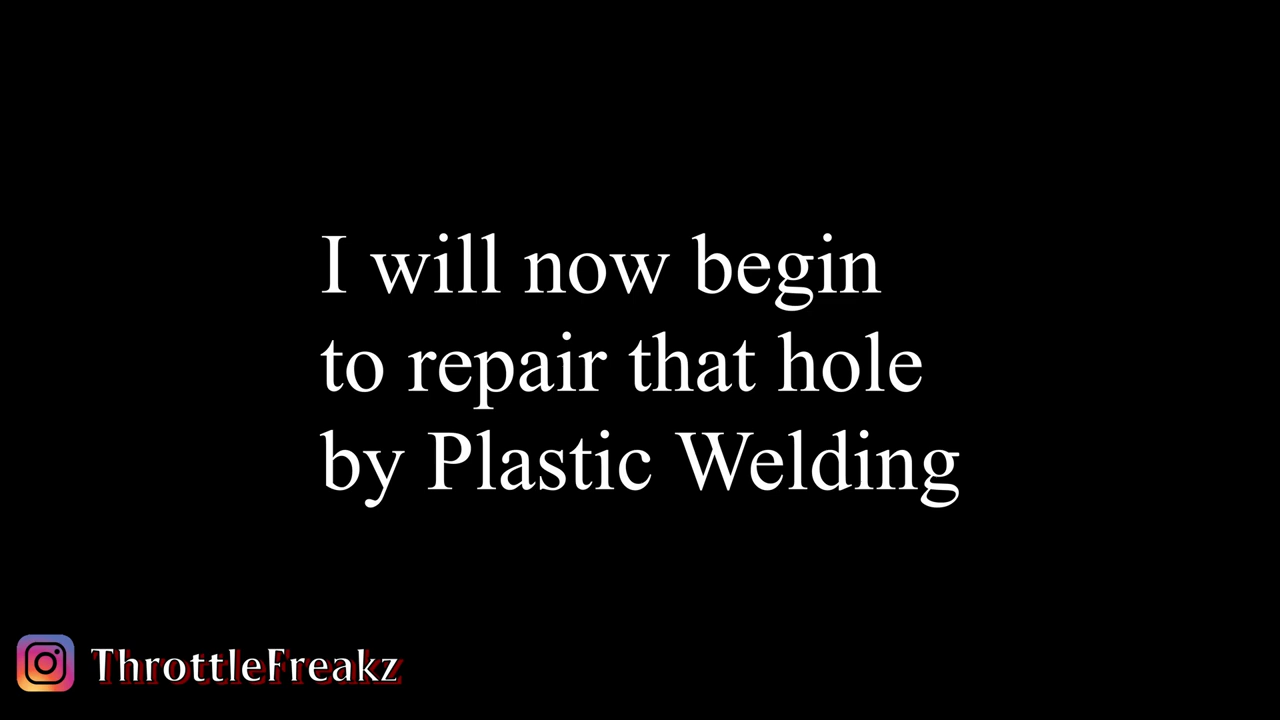 I will now begin
to repair that hole
by Plastic Welding
ThrottleFreakz